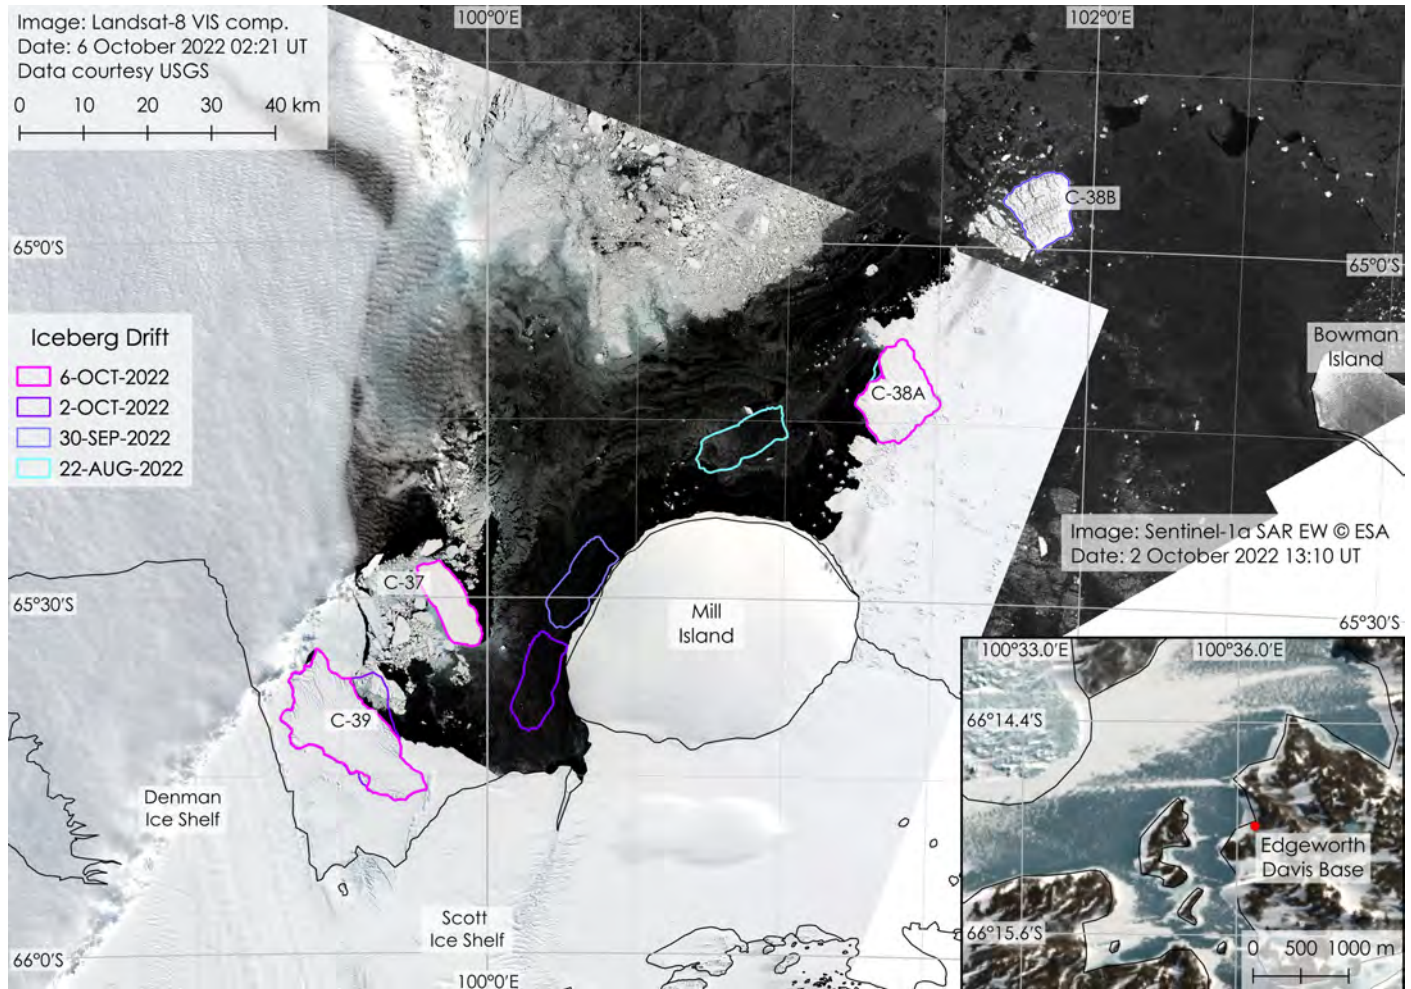 Image: Landsat-8 VIS comp.
Date: 6 October 2022 02:21 UT
Data courtesy USGS
0 10 20 30 40 km
100°0'E
102°0'E
C-38B
65°0'S
65°0'S
Iceberg Drift
6-OCT-2022
2-OCT-2022
30-SEP-2022
22-AUG-2022
Bowman
Island
C-38A
Image: Sentinel-1a SAR EW © ESA
Date: 2 October 2022 13:10 UT
C-37
65°30'S
Mill
Island
65°30'S
C-39
Denman
Ice Shelf
Scott
Ice Shelf
66°0'S
100°0'E
100°33.0'E
100°36.0'E
66°14.4'S
Edgeworth
Davis Base
66°15.6'S
0 500 1000 m